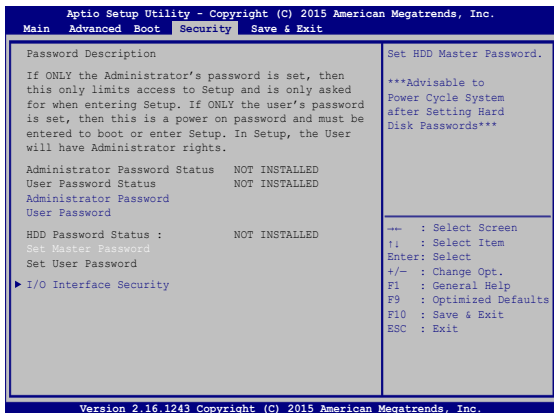 Aptio Setup Utility - Copyright (C) 2015 American Megatrends, Inc.
Main Advanced Boot Security Save & Exit
Password Description
If ONLY the Administrator's password is set, then
this only limits access to Setup and is only asked
for when entering Setup. If ONLY the user's password
is set, then this is a power on password and must be
entered to boot or enter Setup. In Setup, the User
will have Administrator rights.
Administrator Password Status NOT INSTALLED
User Password Status NOT INSTALLED
Administrator Password
User Password
HDD Password Status : NOT INSTALLED
Set Master Password
Set User Password
I/O Interface Security
Set HDD Master Password.
***Advisable to
Power Cycle System
after Setting Hard
Disk Passwords***
→← : Select Screen
↑↓ : Select Item
Enter: Select
+/— : Change Opt.
F1 : General Help
F9 : Optimized Defaults
F10 : Save & Exit
ESC : Exit
Version 2.16.1243 Copyright (C) 2015 American Megatrends, Inc.